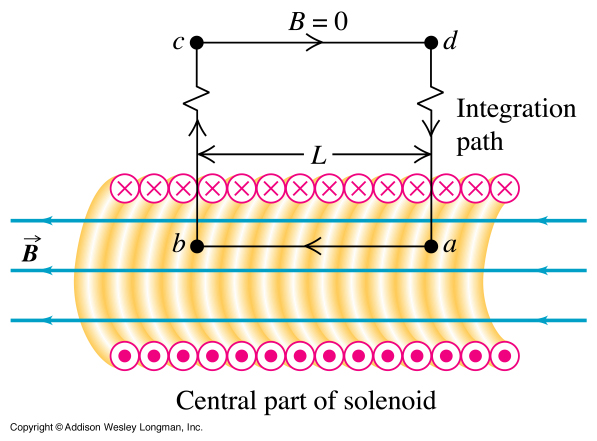 B = 0
c
d
Integration
path
L
b
a
B
Central part of solenoid
Copyright © Addison Wesley Longman, Inc.